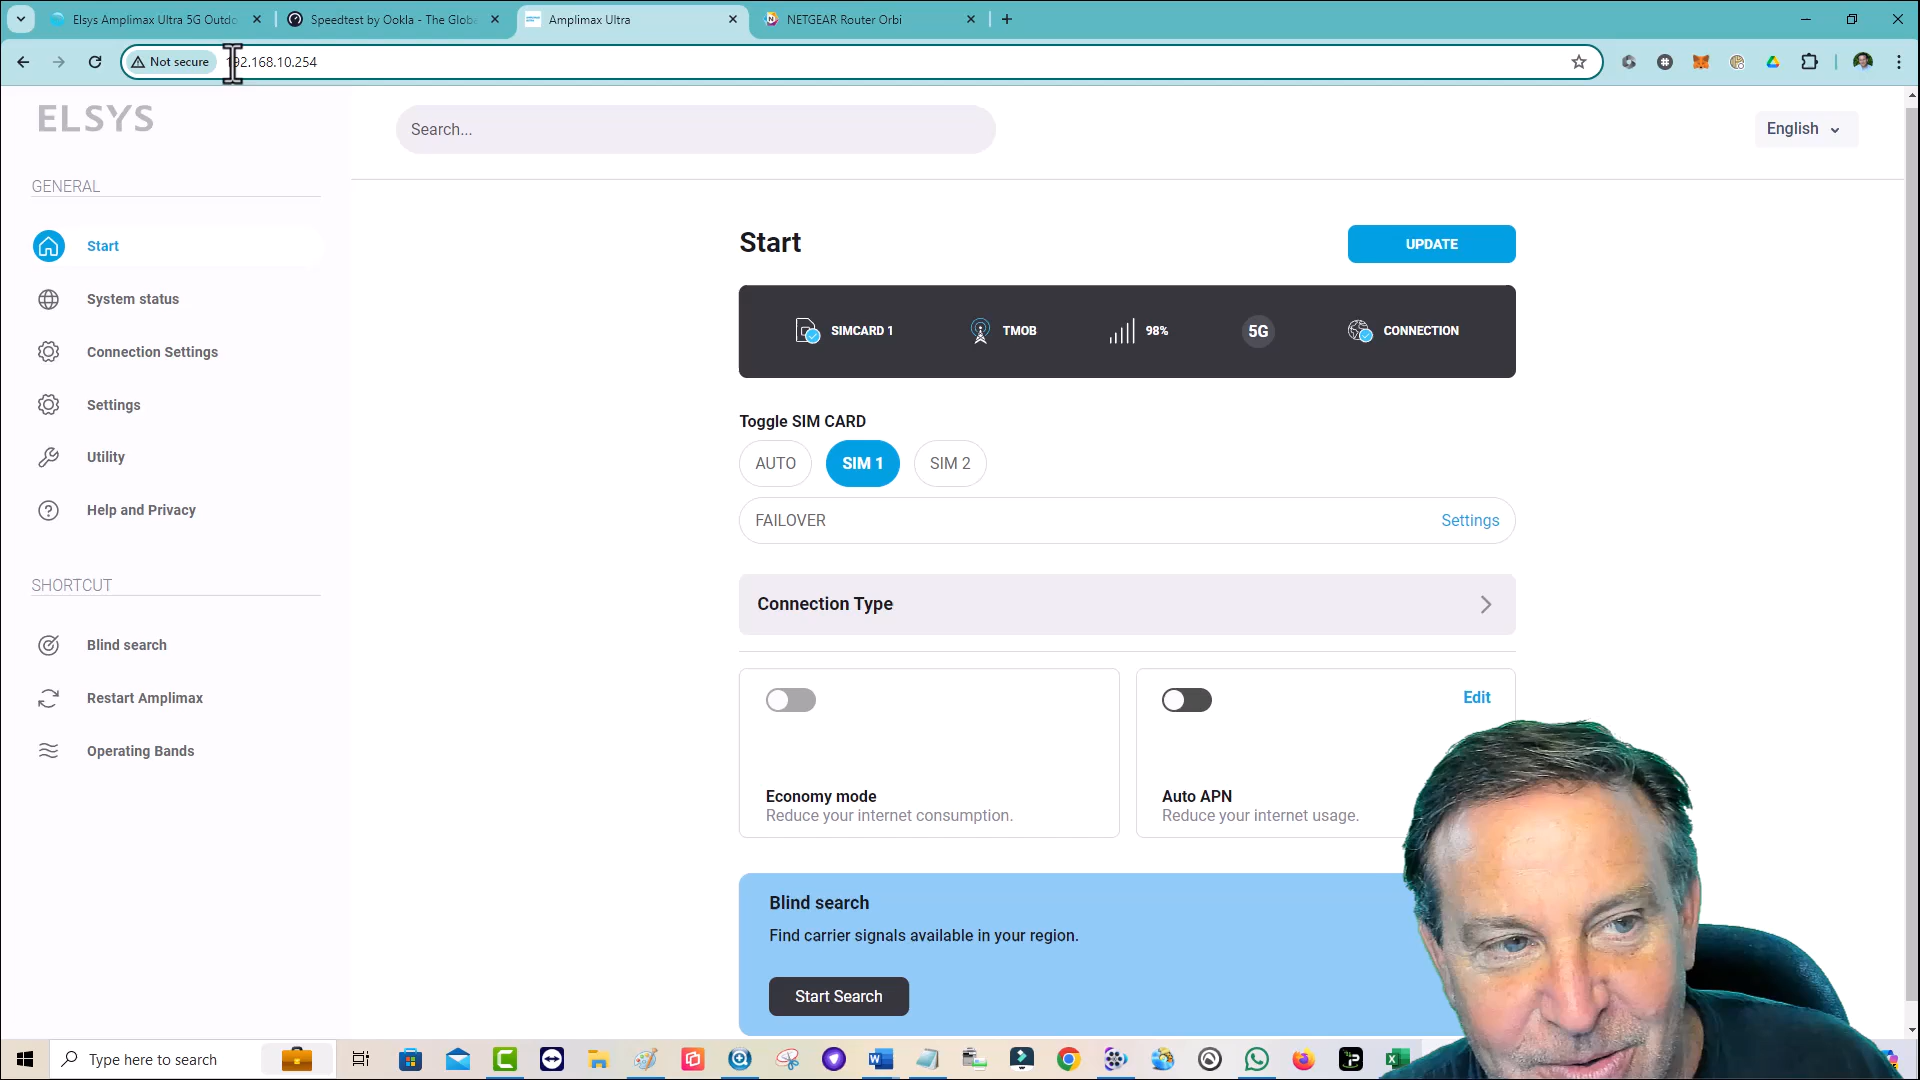 Elsys Amplimax Ultra 5G Outdo
Speedtest by Ookla - The Globa
Amplimax Ultra
NETGEAR Router Orbi
Not secure
192.168.10.254
ELSYS
Search...
English
GENERAL
Start
System status
Connection Settings
Settings
Utility
Help and Privacy
SHORTCUT
Blind search
Restart Amplimax
Operating Bands
Start
UPDATE
SIMCARD 1
TMOB
98%
5G
CONNECTION
Toggle SIM CARD
AUTO
SIM 1
SIM 2
FAILOVER
Settings
Connection Type
Edit
Economy mode
Reduce your internet consumption.
Auto APN
Reduce your internet usage.
Blind search
Find carrier signals available in your region.
Start Search
Type here to search